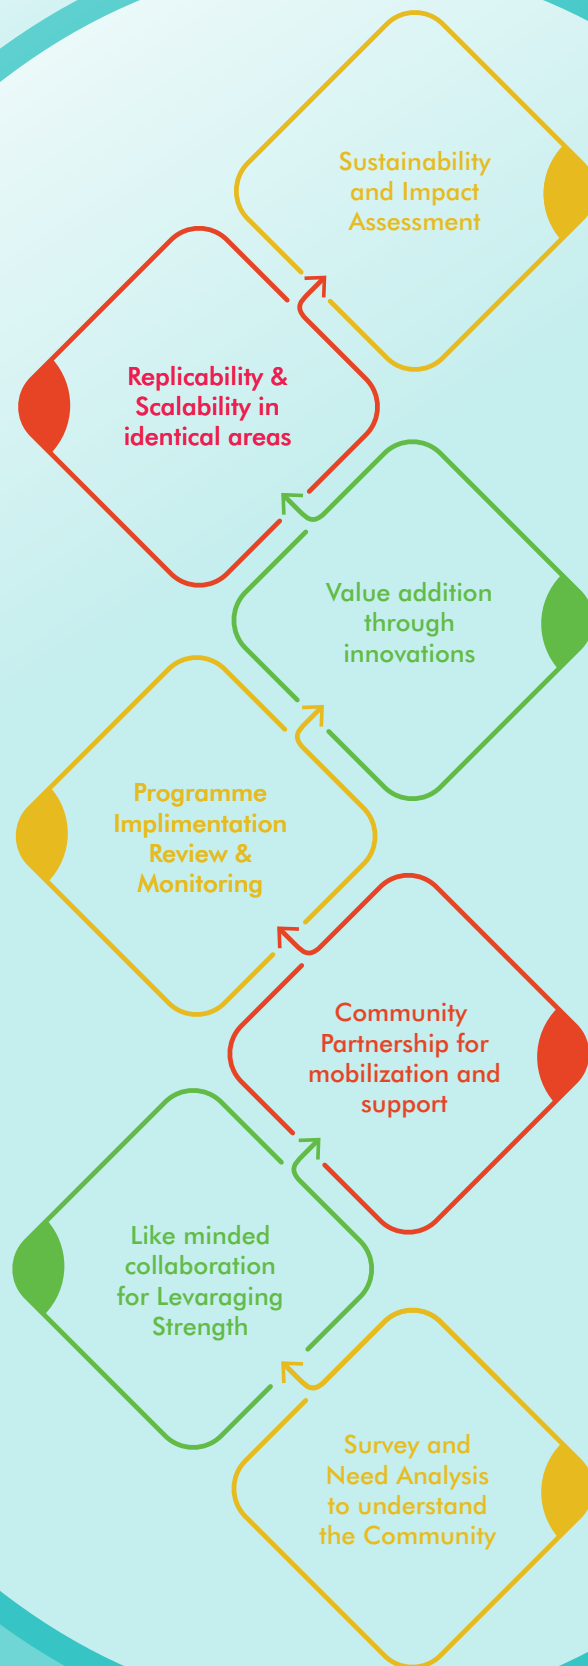 Sustainability
and Impact
Assessment
Replicability &
Scalability in
identical areas
Value addition
through
innovations
Programme
Implimentation
Review &
Monitoring
Community
Partnership for
mobilization and
support
Like minded
collaboration
for Levaraging
Strength
Survey and
Need Analysis
to understand
the Community